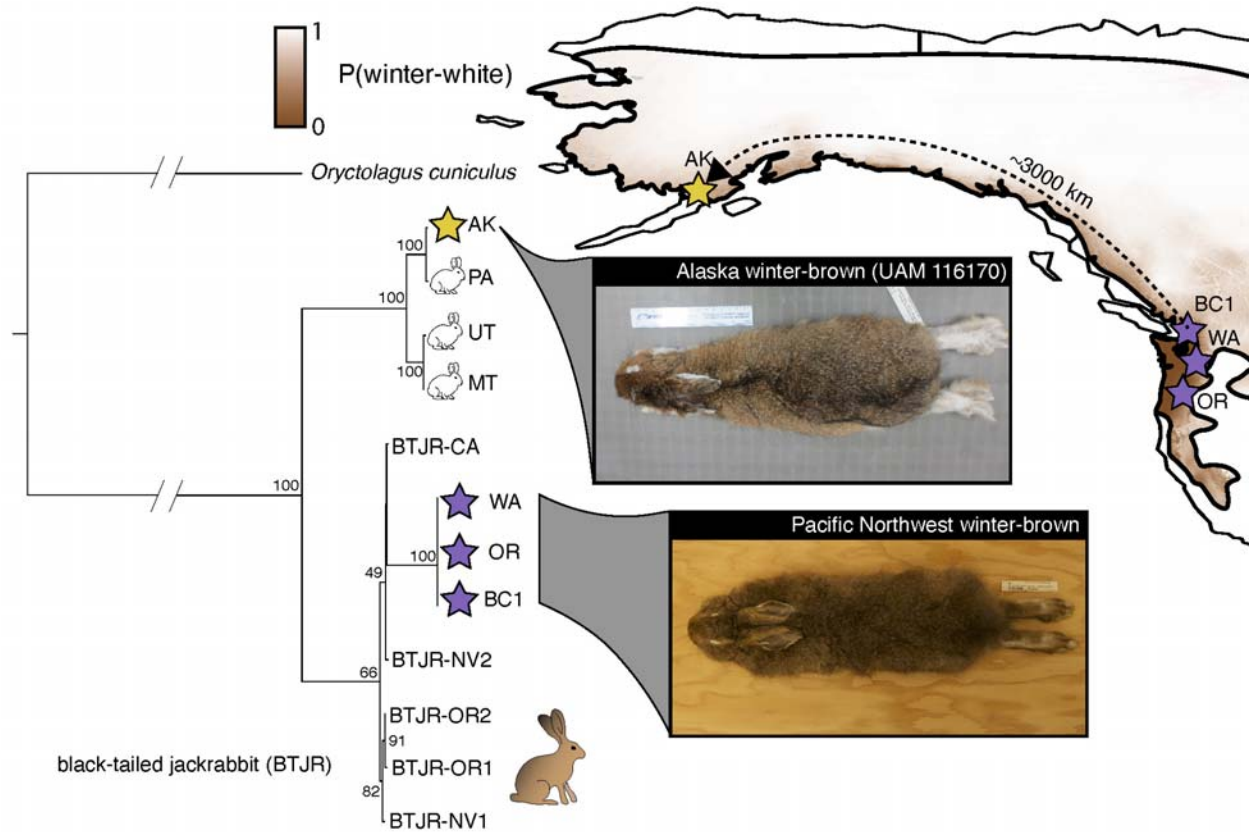 1
P(winter-white)
0
Oryctolagus cuniculus
AK
100
PA
100
UT
100
MT
100
BTJR-CA
WA
100
OR
49
BC1
BTJR-NV2
66
BTJR-OR2
91
BTJR-OR1
black-tailed jackrabbit (BTJR)
82
BTJR-NV1
AK
~3000 km
BC1
WA
OR
Alaska winter-brown (UAM 116170)
Pacific Northwest winter-brown